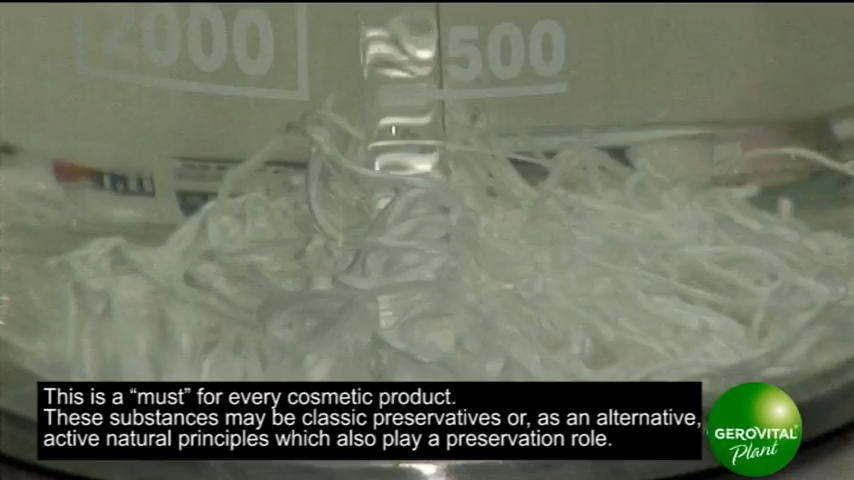 2000
500
This is a “must” for every cosmetic product.
These substances may be classic preservatives or, as an alternative,
active natural principles which also play a preservation role.
GEROVITAL
Plant